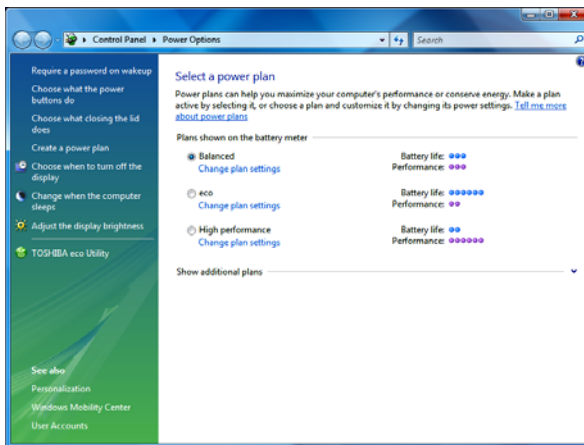 Control Panel
Power Options
Search
Require a password on wakeup
Choose what the power
buttons do
Choose what closing the lid
does
Create a power plan
Choose when to turn off the
display
Change when the computer
sleeps
Adjust the display brightness
TOSHIBA eco Utility
See also
Personalization
Windows Mobility Center
User Accounts
Select a power plan
Power plans can help you maximize your computer's performance or conserve energy. Make a plan
active by selecting it, or choose a plan and customize it by changing its power settings. Tell me more
about power plans
Plans shown on the battery meter
Balanced
Battery life:
Change plan settings
Performance:
eco
Battery life:
Change plan settings
Performance:
High performance
Battery life:
Change plan settings
Performance:
Show additional plans